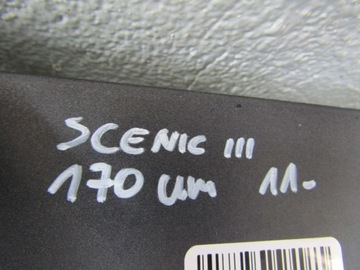 SCENIC III
170 um 11.-